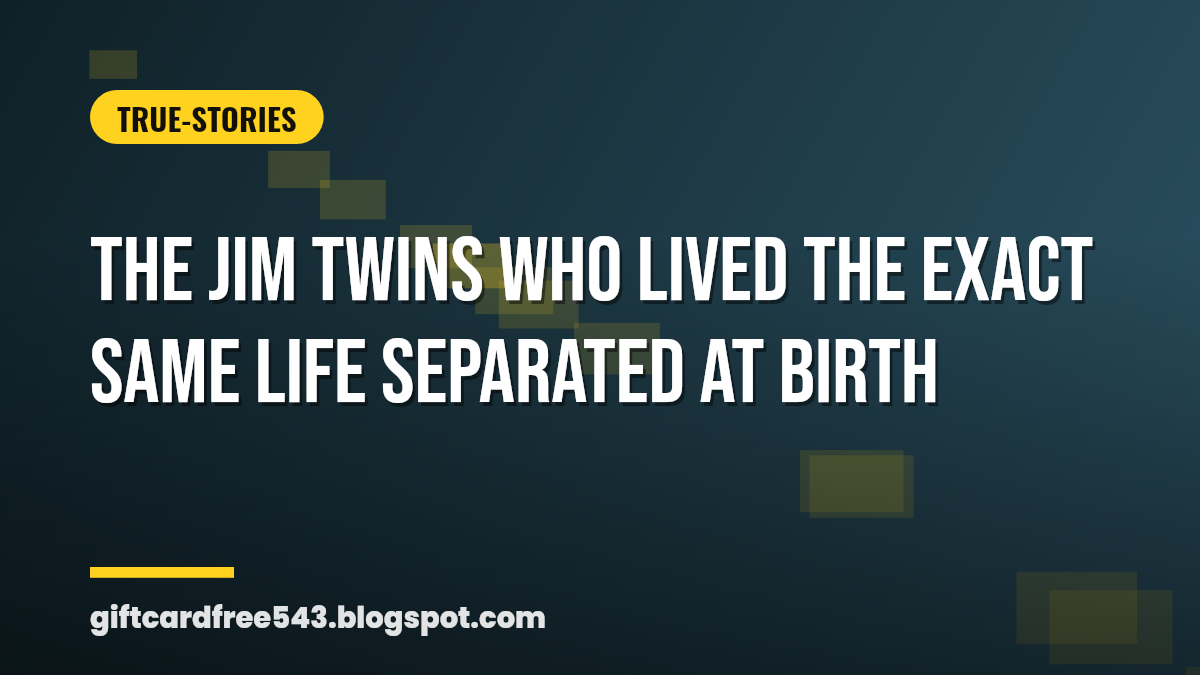 TRUE-STORIES
THE JIM TWINS WHO LIVED THE EXACT
SAME LIFE SEPARATED AT BIRTH
giftcardfree543.blogspot.com